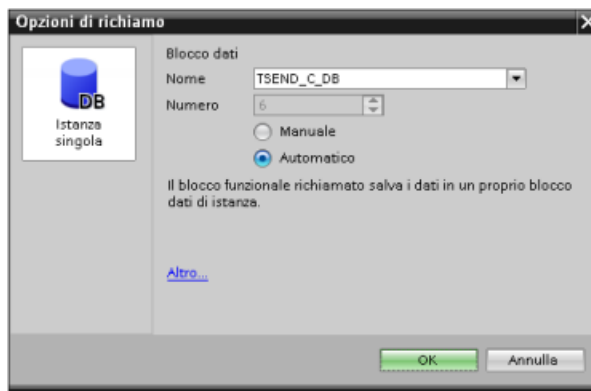 Opzioni di richiamo
DB
Istanza
singola
Blocco dati
Nome
TSEND_C_DB
Numero
6
Manuale
Automatico
Il blocco funzionale richiamato salva i dati in un proprio blocco
dati di istanza.
Altro...
OK
Annulla